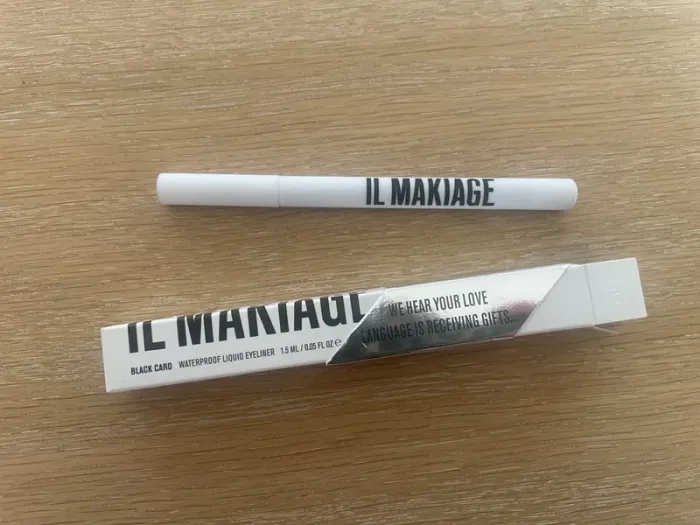 IL MAKIAGE
IL MAKIAGE
WE HEAR YOUR LOVE
LANGUAGE IS RECEIVING GIFTS...
BLACK CARD WATERPROOF LIQUID EYELINER 1.5 ML / 0.05 FL OZ ℮